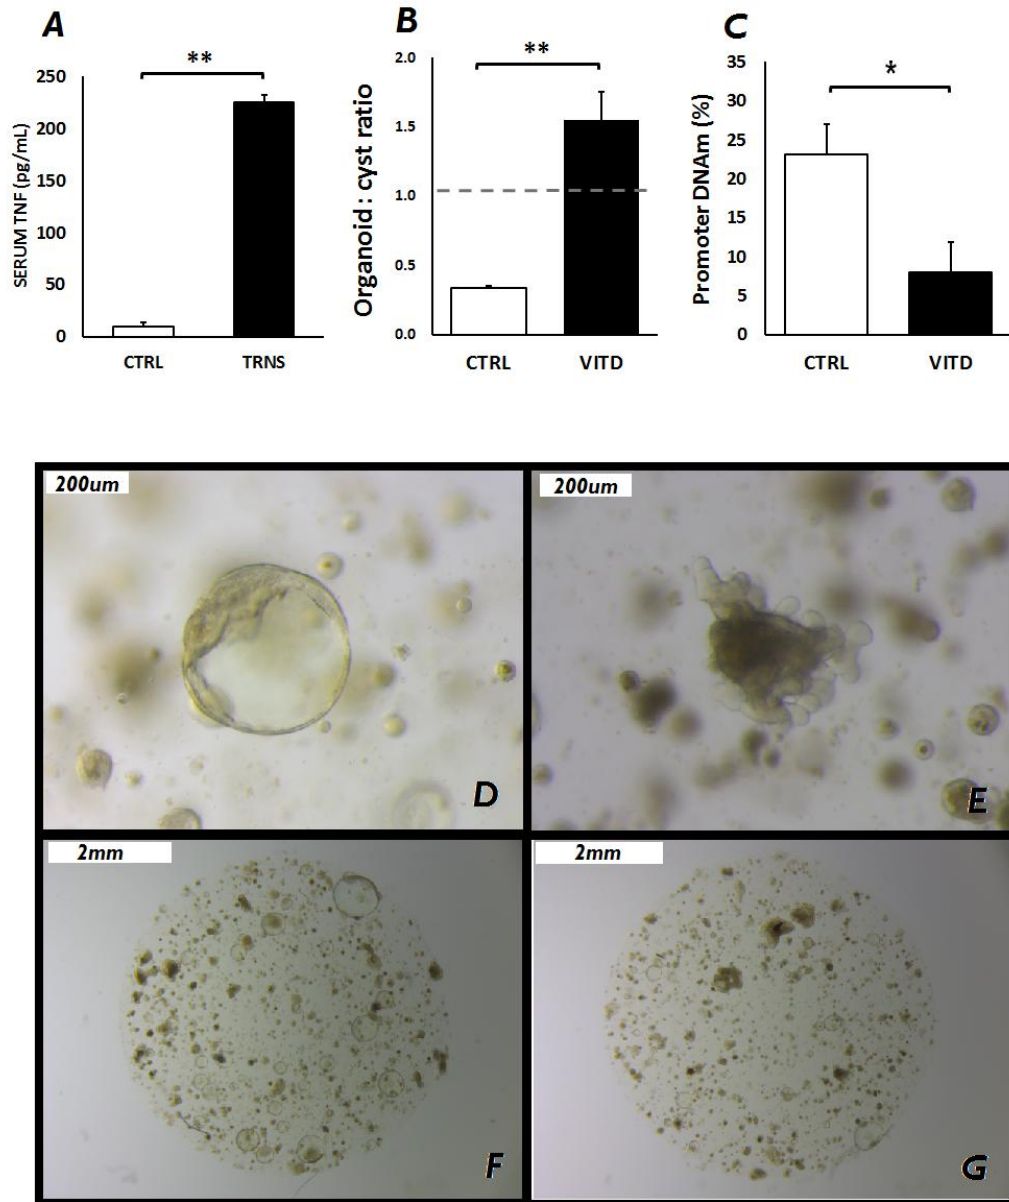 A
**
SERUM TNF (pg/mL)
250
200
150
100
50
0
CTRL
TRNS
B
**
Organoid : cyst ratio
2.0
1.5
1.0
0.5
0.0
CTRL
VITD
C
*
Promoter DNAm (%)
35
30
25
20
15
10
5
0
CTRL
VITD
200um
D
200um
E
2mm
F
2mm
G